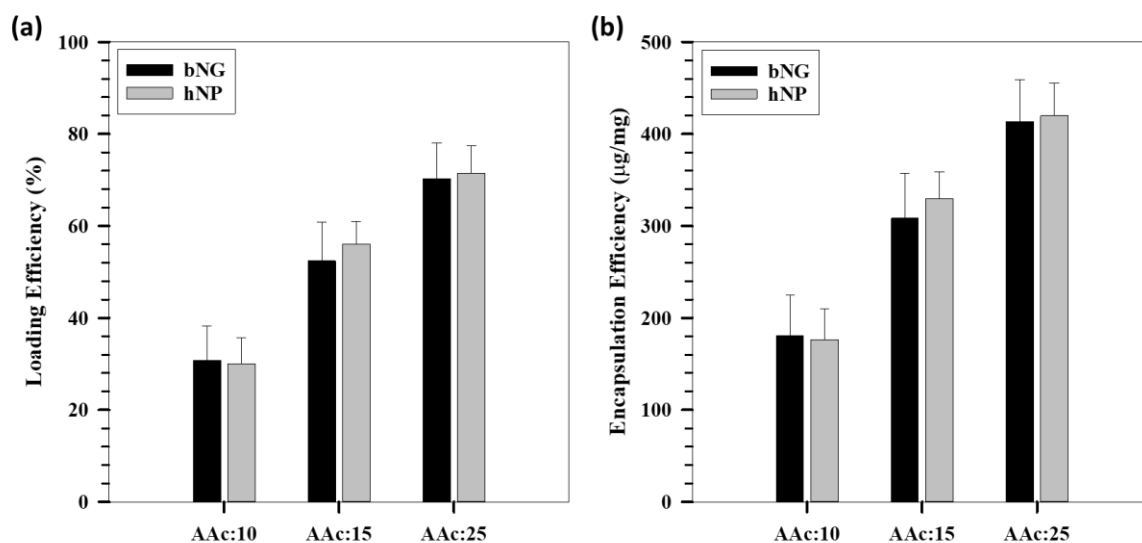 (a)
100
80
60
40
20
0
Loading Efficiency (%)
bNG
hNP
AAc:10 AAc:15 AAc:25
(b)
500
400
300
200
100
0
Encapsulation Efficiency (μg/mg)
bNG
hNP
AAc:10 AAc:15 AAc:25